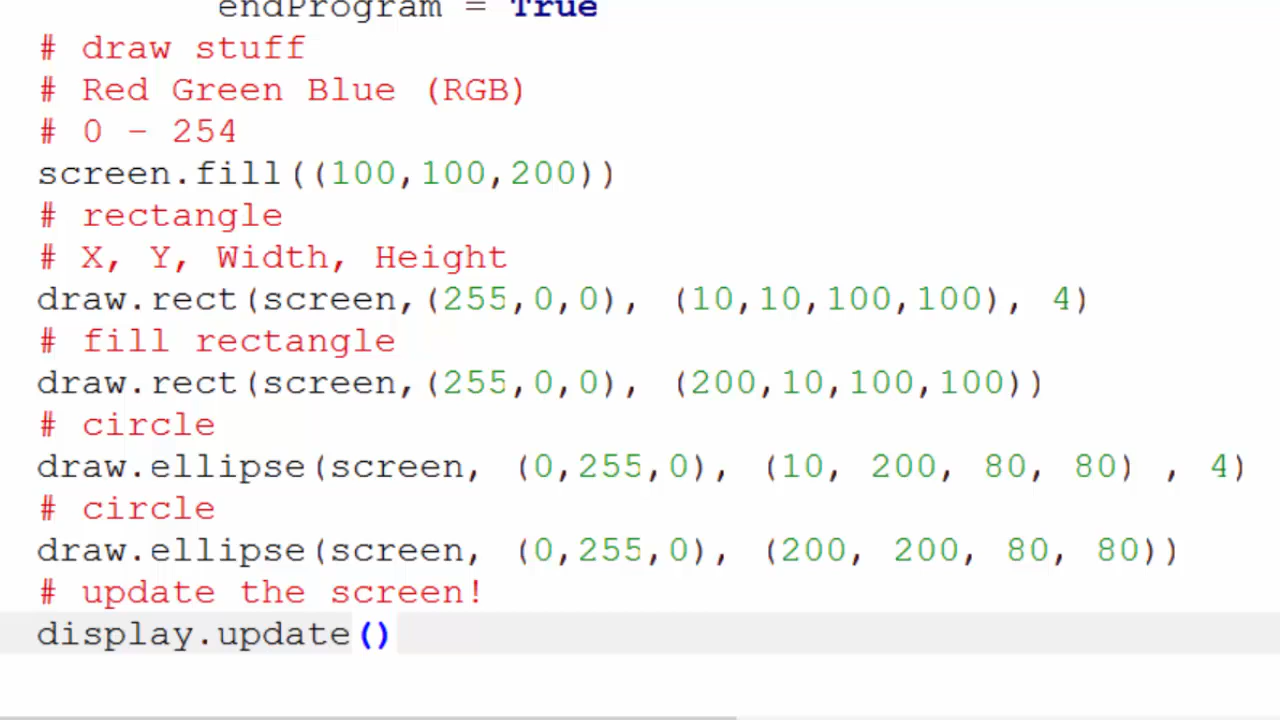 endProgram = True
# draw stuff
# Red Green Blue (RGB)
# 0 - 254
screen.fill((100,100,200))
# rectangle
# X, Y, Width, Height
draw.rect(screen,(255,0,0), (10,10,100,100), 4)
# fill rectangle
draw.rect(screen,(255,0,0), (200,10,100,100))
# circle
draw.ellipse(screen, (0,255,0), (10, 200, 80, 80) , 4)
# circle
draw.ellipse(screen, (0,255,0), (200, 200, 80, 80))
# update the screen!
display.update()